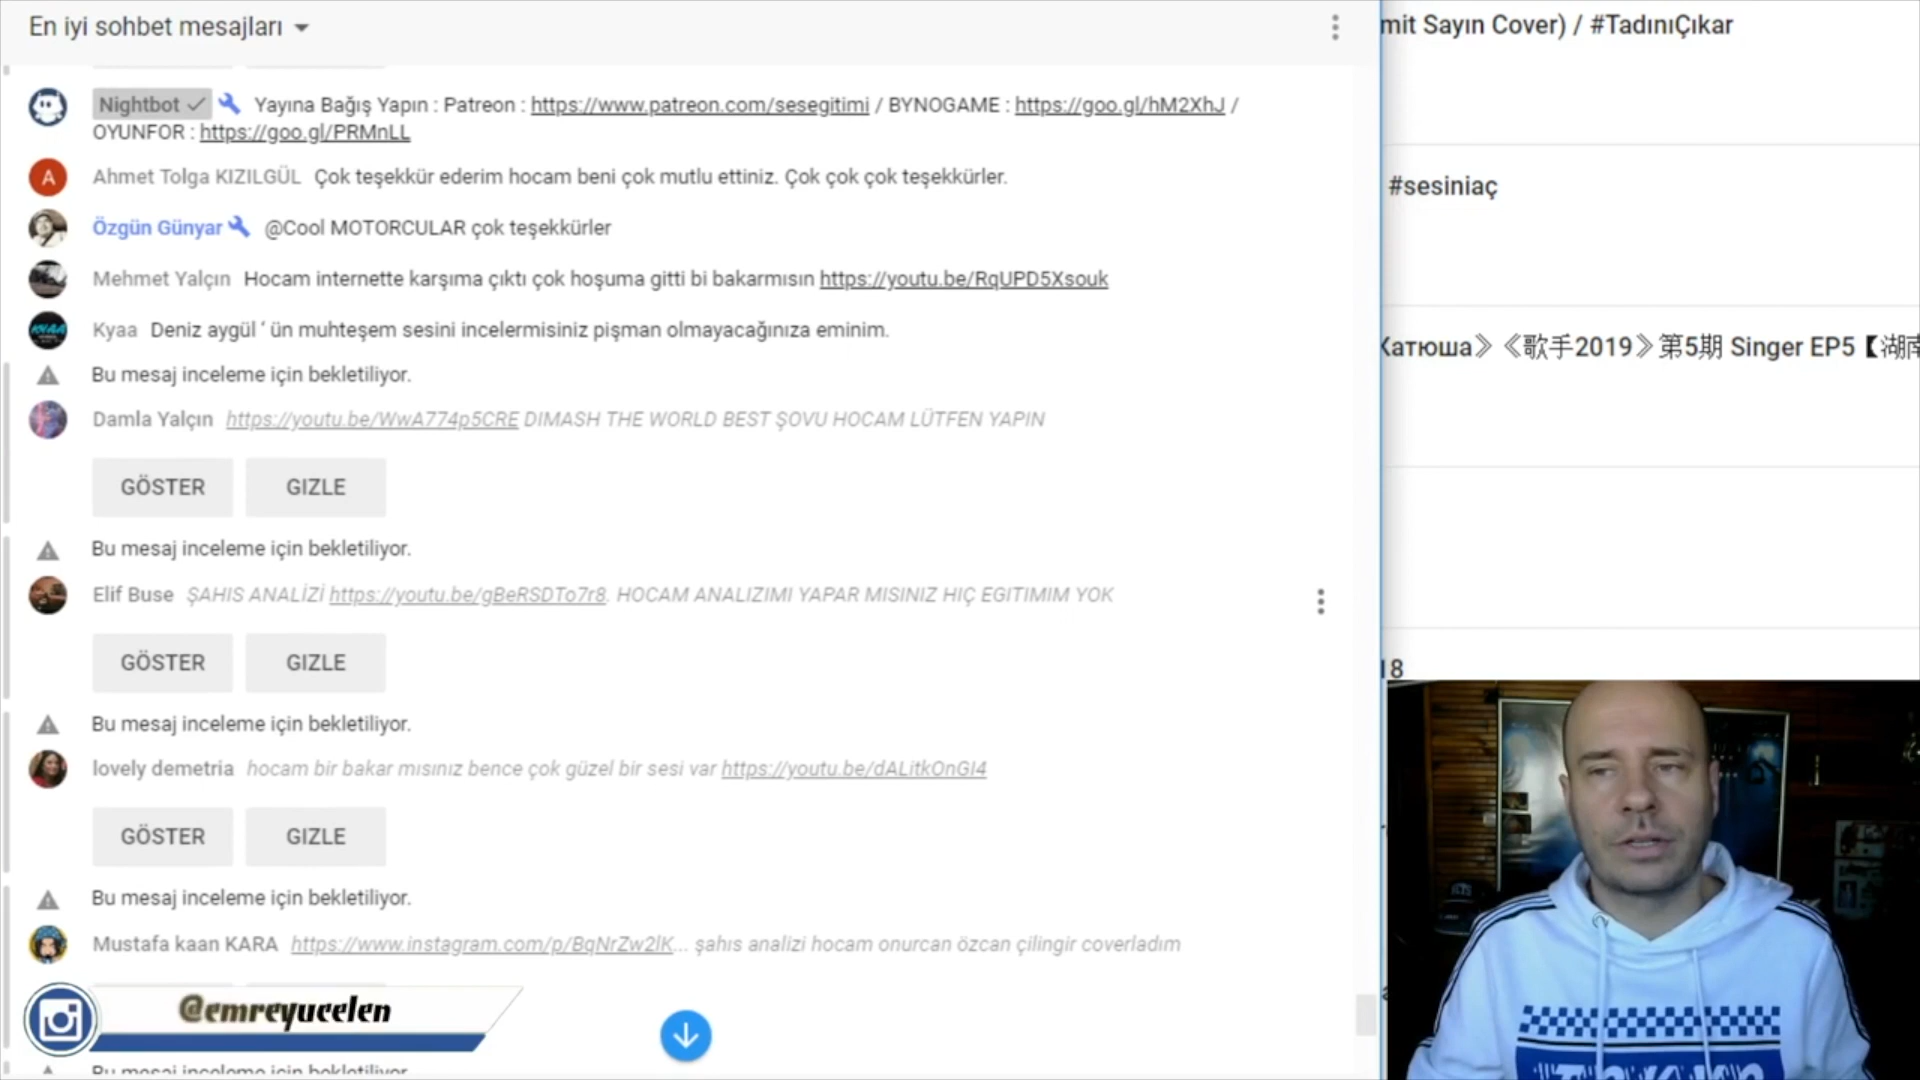 En iyi sohbet mesajları
mit Sayın Cover) / #TadınıÇıkar
Nightbot Yayına Bağış Yapın : Patreon : https://www.patreon.com/sesegitimi / BYNOGAME : https://goo.gl/hM2XhJ /
OYUNFOR : https://goo.gl/PRMnLL
Ahmet Tolga KIZILGÜL Çok teşekkür ederim hocam beni çok mutlu ettiniz. Çok çok çok teşekkürler.
#sesiniaç
Özgün Günyar @Cool MOTORCULAR çok teşekkürler
Mehmet Yalçın Hocam internette karşıma çıktı çok hoşuma gitti bi bakarmısın https://youtu.be/RqUPD5Xsouk
Kyaa Deniz aygül ‘ ün muhteşem sesini incelermisiniz pişman olmayacağınıza eminim.
Катюша》《歌手2019》第5期 Singer EP5【湖南
Bu mesaj inceleme için bekletiliyor.
Damla Yalçın https://youtu.be/WwA774p5CRE DIMASH THE WORLD BEST ŞOVU HOCAM LÜTFEN YAPIN
GÖSTER GIZLE
Bu mesaj inceleme için bekletiliyor.
Elif Buse ŞAHIS ANALİZİ https://youtu.be/gBeRSDTo7r8. HOCAM ANALIZIMI YAPAR MISINIZ HIÇ EGITIMIM YOK
GÖSTER GIZLE
18
Bu mesaj inceleme için bekletiliyor.
lovely demetria hocam bir bakar mısınız bence çok güzel bir sesi var https://youtu.be/dALitkOnGI4
GÖSTER GIZLE
Bu mesaj inceleme için bekletiliyor.
Mustafa kaan KARA https://www.instagram.com/p/BqNrZw2lK... şahıs analizi hocam onurcan özcan çilingir coverladım
@emreyucelen
Bu mesaj inceleme için bekletiliyor.